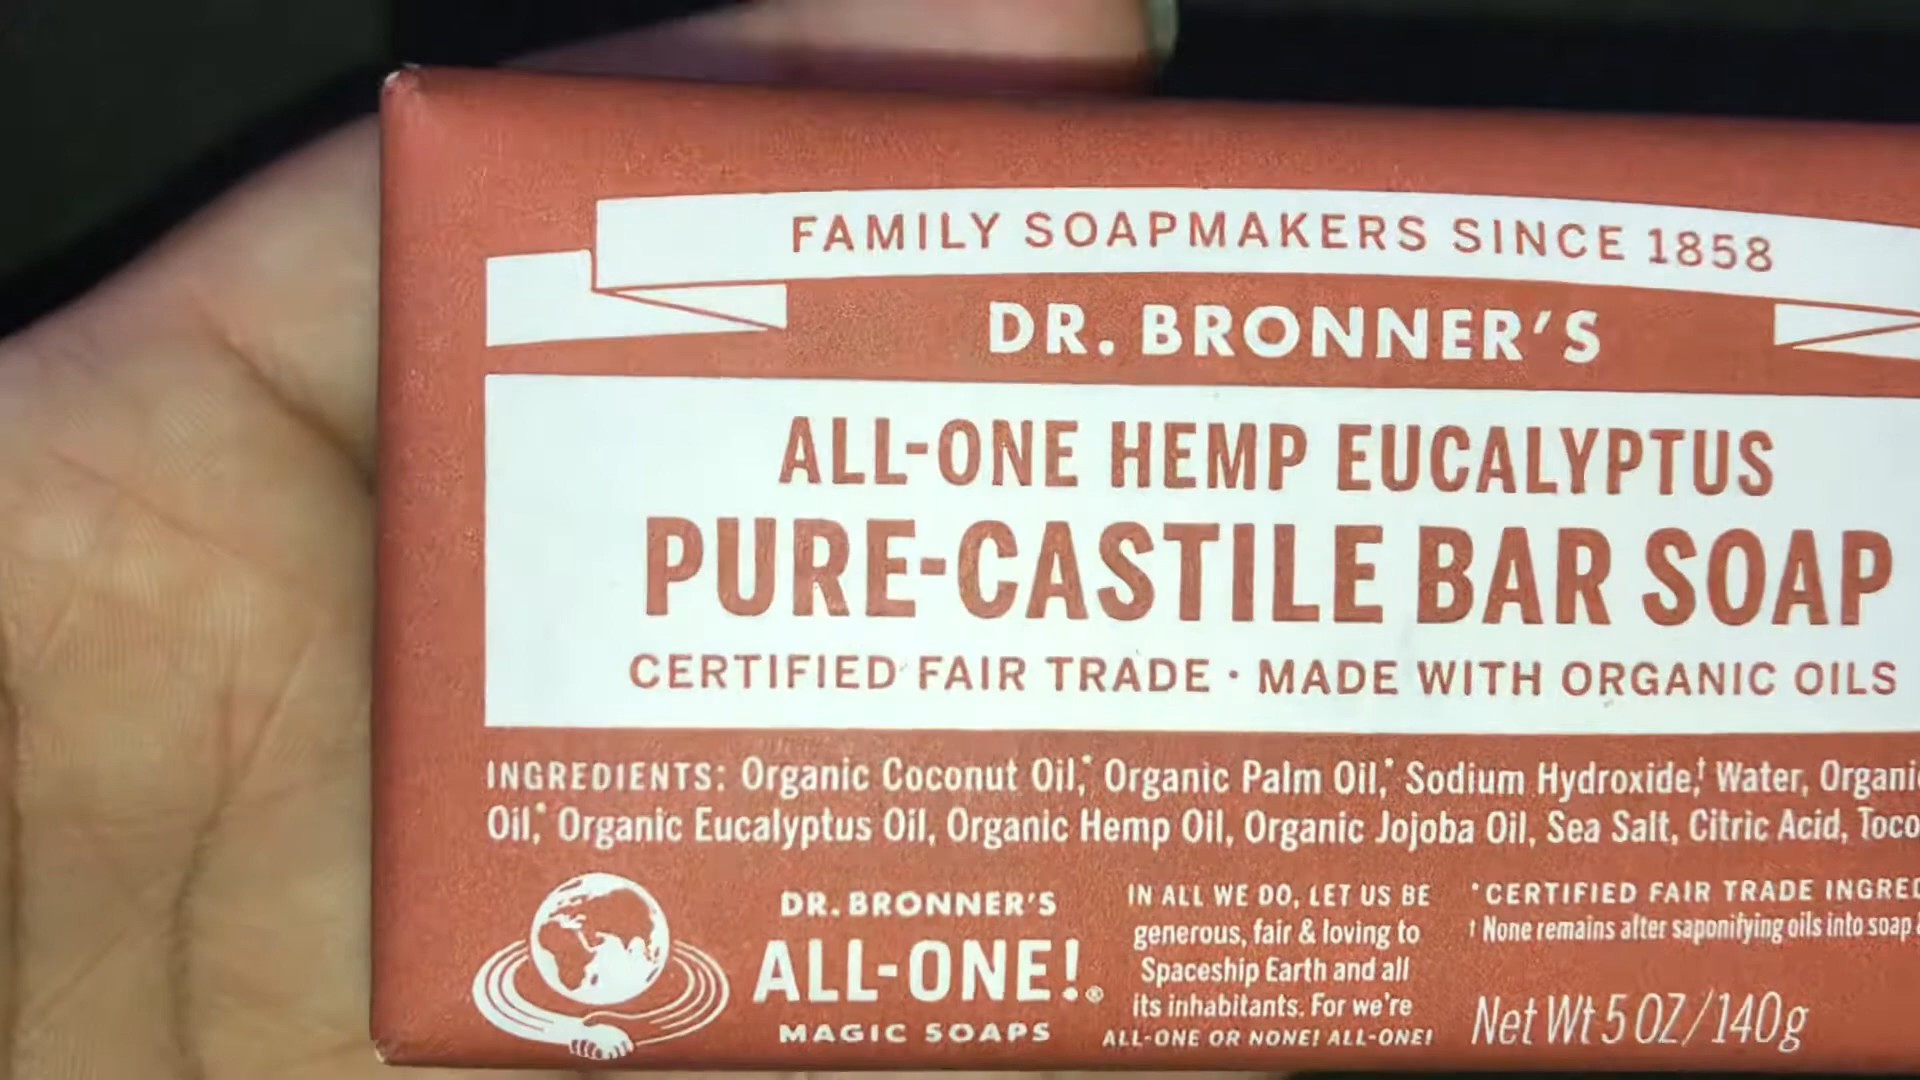 FAMILY SOAPMAKERS SINCE 1858
DR. BRONNER'S
ALL-ONE HEMP EUCALYPTUS
PURE-CASTILE BAR SOAP
CERTIFIED FAIR TRADE · MADE WITH ORGANIC OILS
INGREDIENTS: Organic Coconut Oil,* Organic Palm Oil,* Sodium Hydroxide,† Water,
Oil,* Organic Eucalyptus Oil, Organic Hemp Oil, Organic Jojoba Oil, Sea Salt, Citric Acid,
DR. BRONNER'S
ALL-ONE!®
MAGIC SOAPS
IN ALL WE DO, LET US BE
generous, fair & loving to
Spaceship Earth and all
its inhabitants. For we're
ALL-ONE OR NONE! ALL-ONE!
*CERTIFIED FAIR TRADE
† None remains after saponifying oils into soap
Net Wt 5 OZ/140g